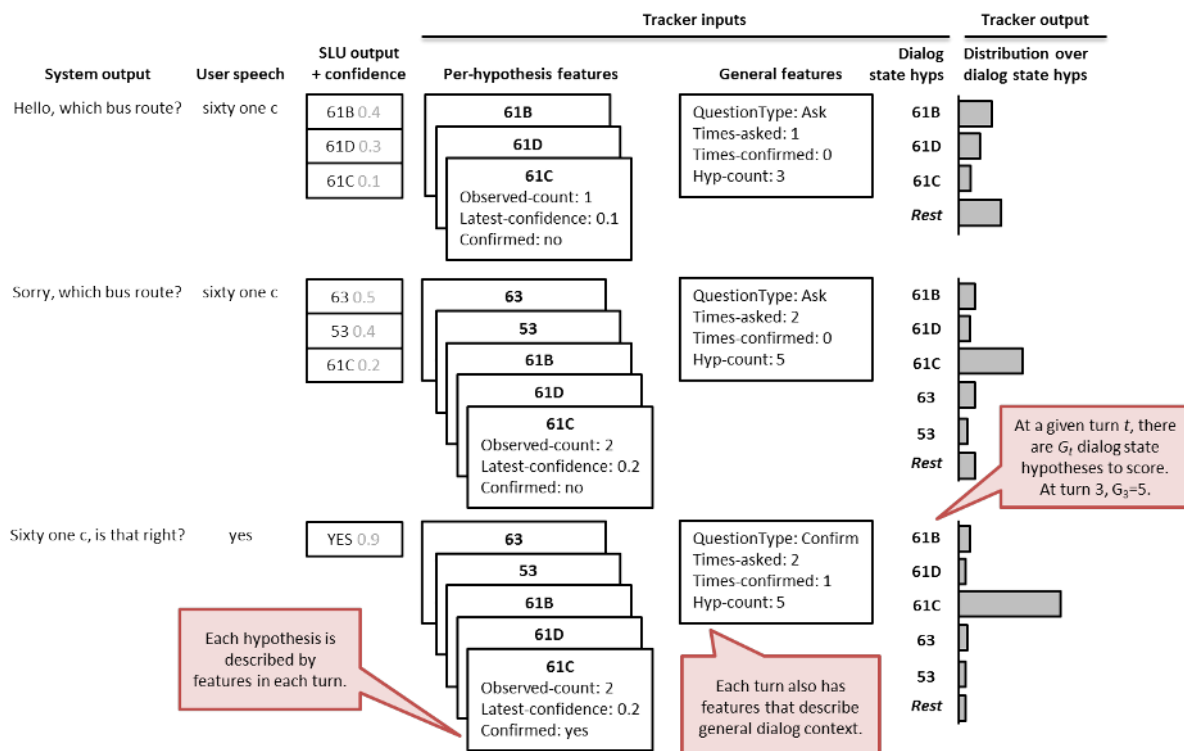 Tracker inputs
Tracker output
System output
User speech
SLU output
+ confidence
Per-hypothesis features
General features
Dialog
state hyps
Distribution over
dialog state hyps
Hello, which bus route?
sixty one c
61B 0.4
61D 0.3
61C 0.1
61B
61D
61C
Observed-count: 1
Latest-confidence: 0.1
Confirmed: no
QuestionType: Ask
Times-asked: 1
Times-confirmed: 0
Hyp-count: 3
61B
61D
61C
Rest
Sorry, which bus route?
sixty one c
63 0.5
53 0.4
61C 0.2
63
53
61B
61D
61C
Observed-count: 2
Latest-confidence: 0.2
Confirmed: no
QuestionType: Ask
Times-asked: 2
Times-confirmed: 0
Hyp-count: 5
61B
61D
61C
63
53
Rest
At a given turn t, there
are Gt dialog state
hypotheses to score.
At turn 3, G3=5.
Sixty one c, is that right?
yes
YES 0.9
63
53
61B
61D
61C
Observed-count: 2
Latest-confidence: 0.2
Confirmed: yes
QuestionType: Confirm
Times-asked: 2
Times-confirmed: 1
Hyp-count: 5
61B
61D
61C
63
53
Rest
Each hypothesis is
described by
features in each turn.
Each turn also has
features that describe
general dialog context.